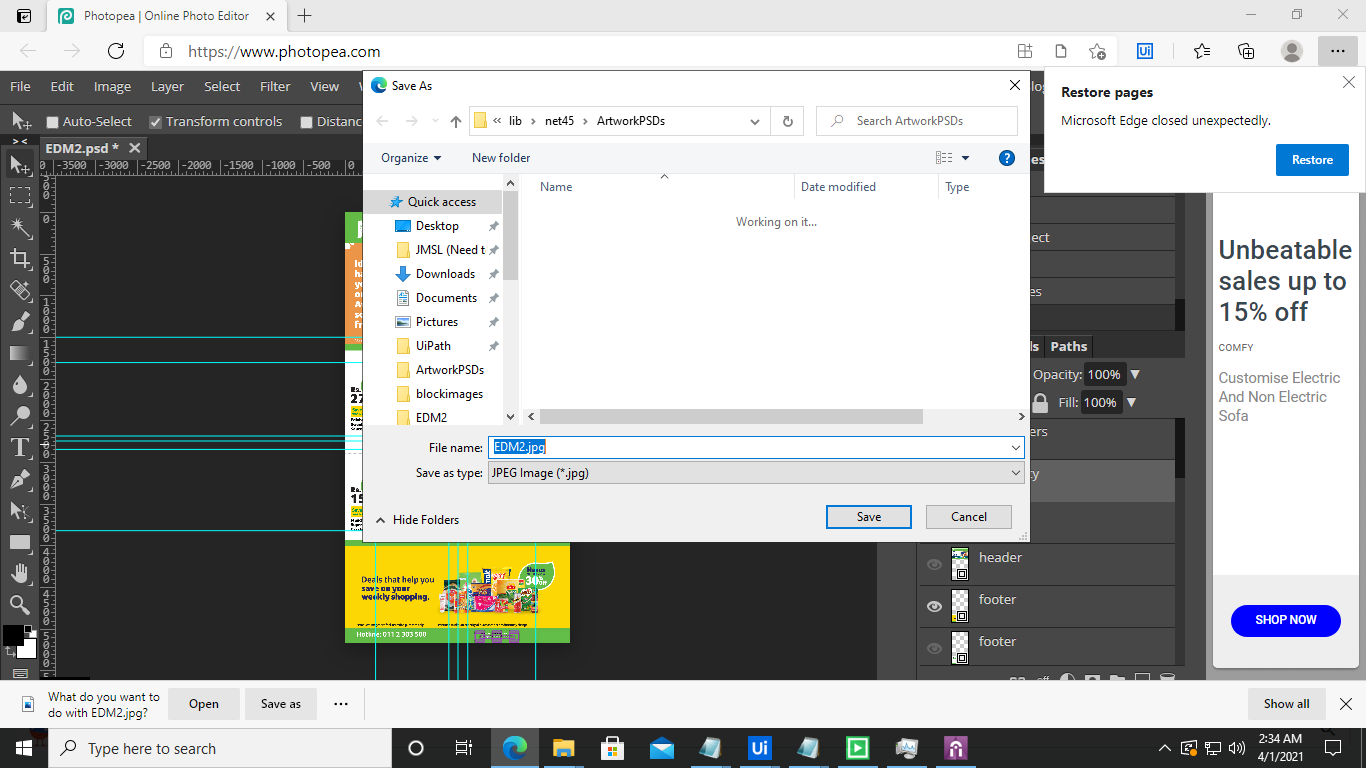 Photopea | Online Photo Editor
https://www.photopea.com
File Edit Image Layer Select Filter View
Auto-Select Transform controls Distanc
EDM2.psd *
-3500 -3000 -2500 -2000 -1500 -1000 -500 0
Save As
« lib › net45 › ArtworkPSDs
Search ArtworkPSDs
Organize New folder
Name Date modified Type
Working on it...
Quick access
Desktop
JMSL (Need t
Downloads
Documents
Pictures
UiPath
ArtworkPSDs
blockimages
EDM2
File name: EDM2.jpg
Save as type: JPEG Image (*.jpg)
Hide Folders
Save Cancel
Restore pages
Microsoft Edge closed unexpectedly.
Restore
ect
es
ls Paths
Opacity: 100%
Fill: 100%
ers
ty
header
footer
footer
Unbeatable
sales up to
15% off
COMFY
Customise Electric
And Non Electric
Sofa
SHOP NOW
Deals that help you
save on your
weekly shopping.
30%
Hotline: 011 2 303 500
What do you want to
do with EDM2.jpg?
Open Save as
Show all
Type here to search
Ui
2:34 AM
4/1/2021